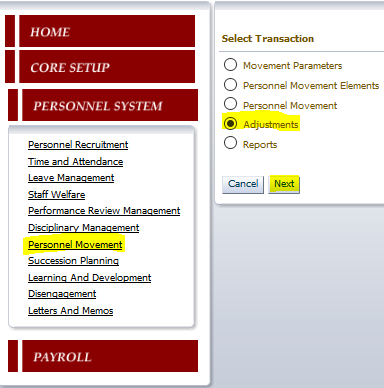 HOME
CORE SETUP
PERSONNEL SYSTEM
Personnel Recruitment
Time and Attendance
Leave Management
Staff Welfare
Performance Review Management
Disciplinary Management
Personnel Movement
Succession Planning
Learning And Development
Disengagement
Letters And Memos
PAYROLL
Select Transaction
Movement Parameters
Personnel Movement Elements
Personnel Movement
Adjustments
Reports
Cancel Next